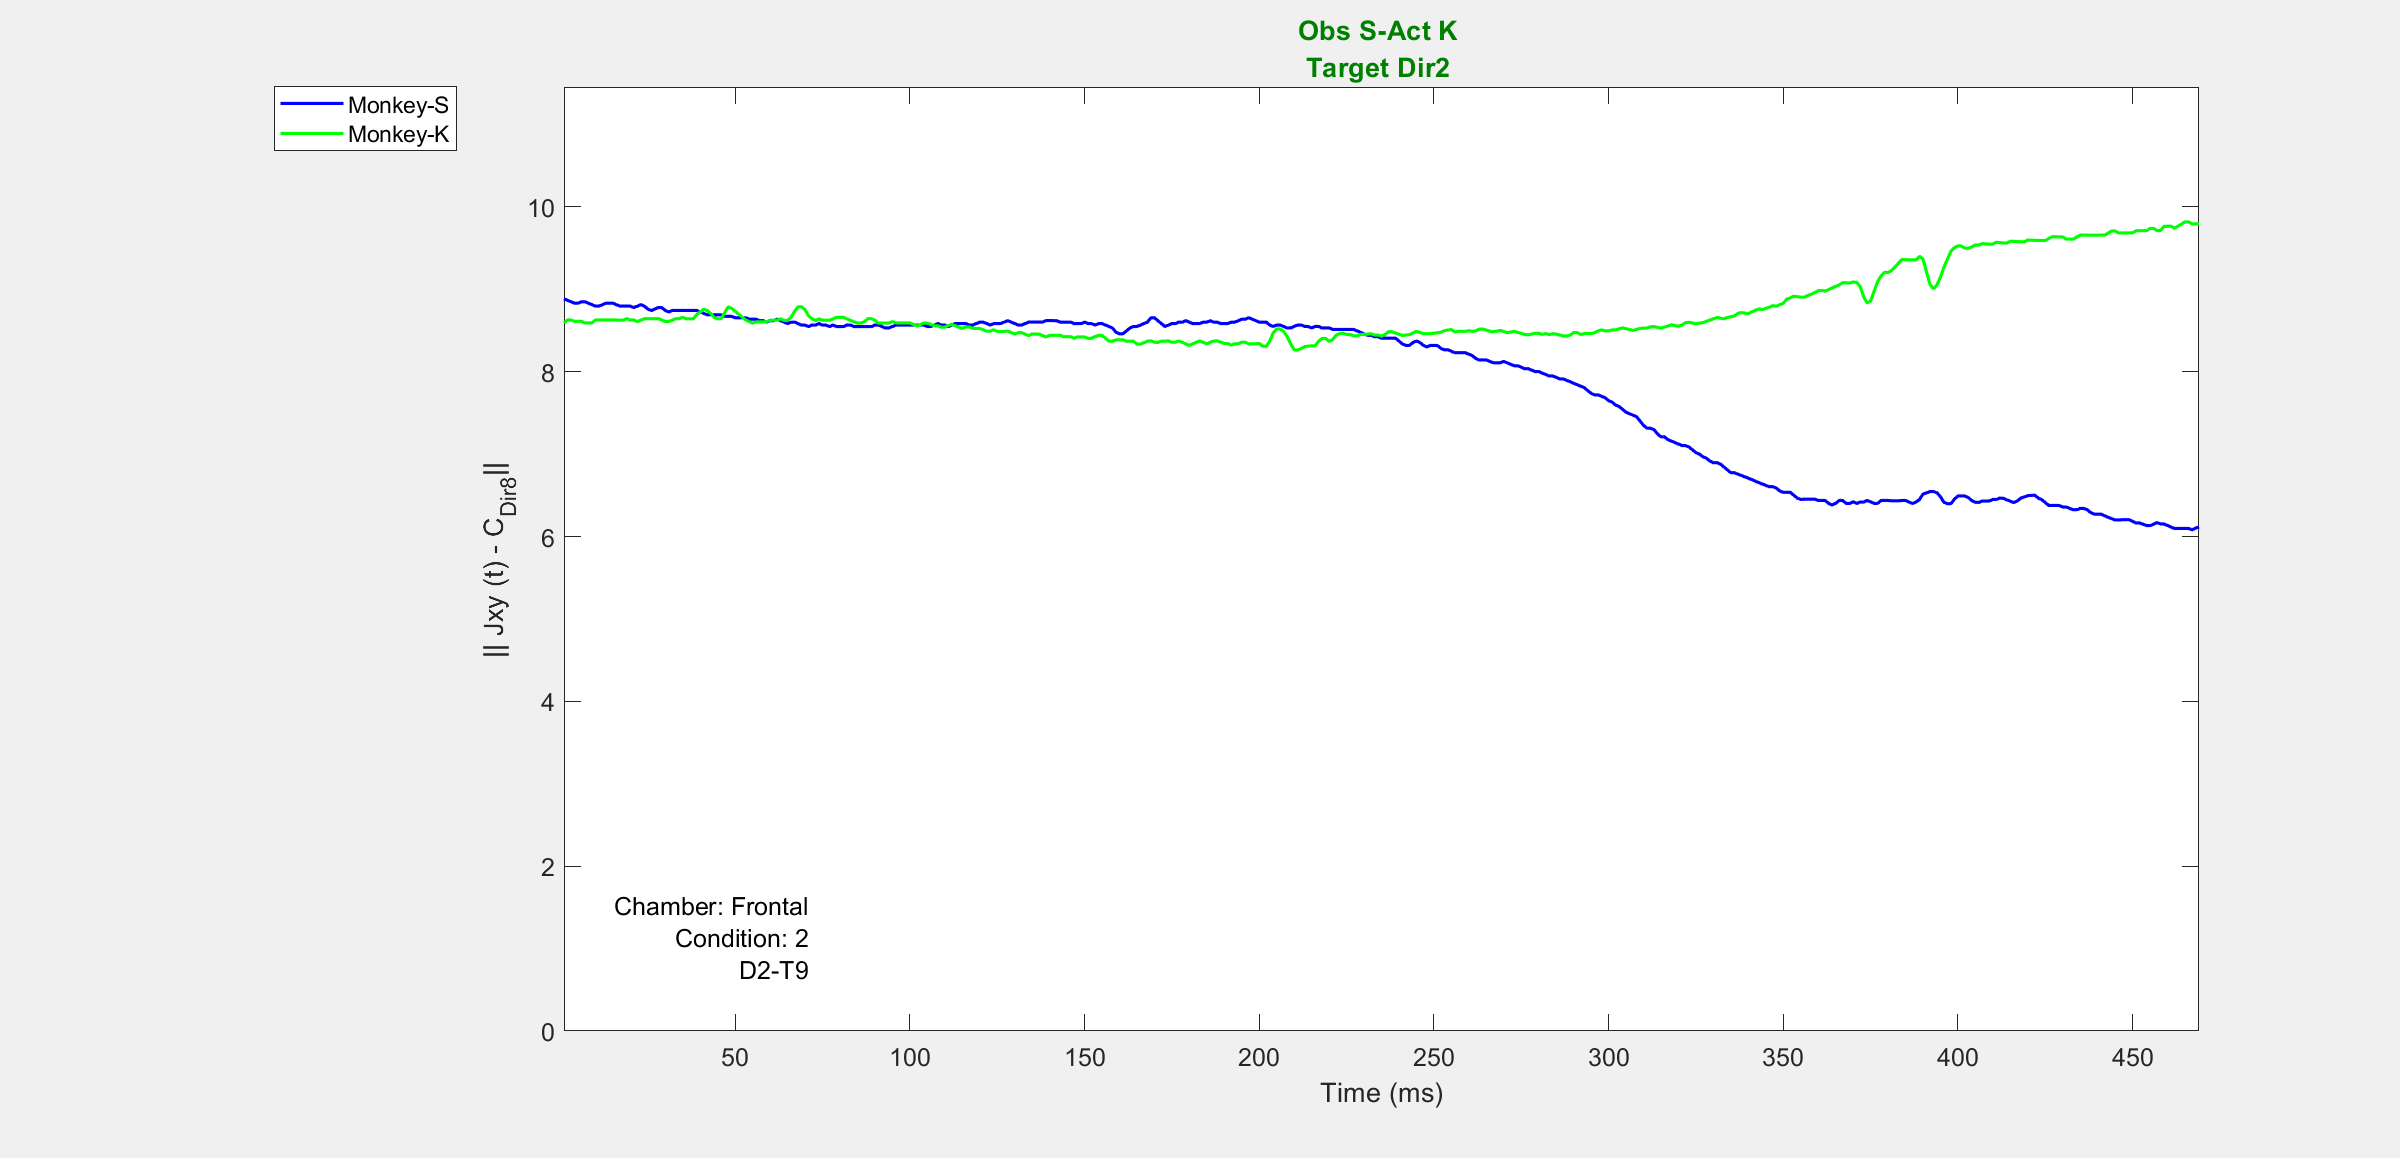 Obs S-Act K
Target Dir2
Monkey-S
Monkey-K
10
8
6
4
2
0
|| Jxy (t) - C_Dir8||
Chamber: Frontal
Condition: 2
D2-T9
50 100 150 200 250 300 350 400 450
Time (ms)